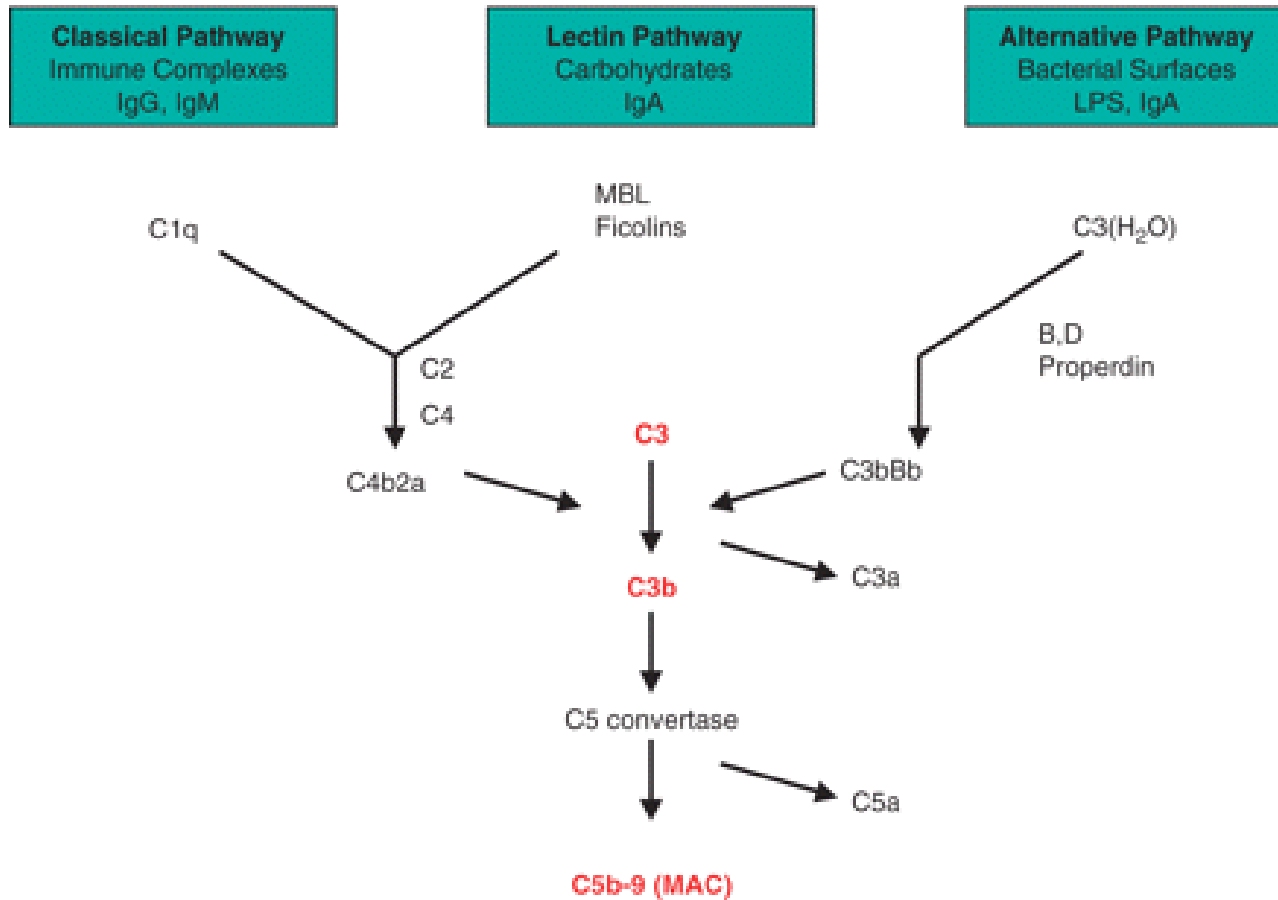 Classical Pathway
Immune Complexes
IgG, IgM
Lectin Pathway
Carbohydrates
IgA
Alternative Pathway
Bacterial Surfaces
LPS, IgA
C1q
MBL
Ficolins
C3(H₂O)
C2
C4
B,D
Properdin
C4b2a
C3
C3bBb
C3b
C3a
C5 convertase
C5a
C5b-9 (MAC)